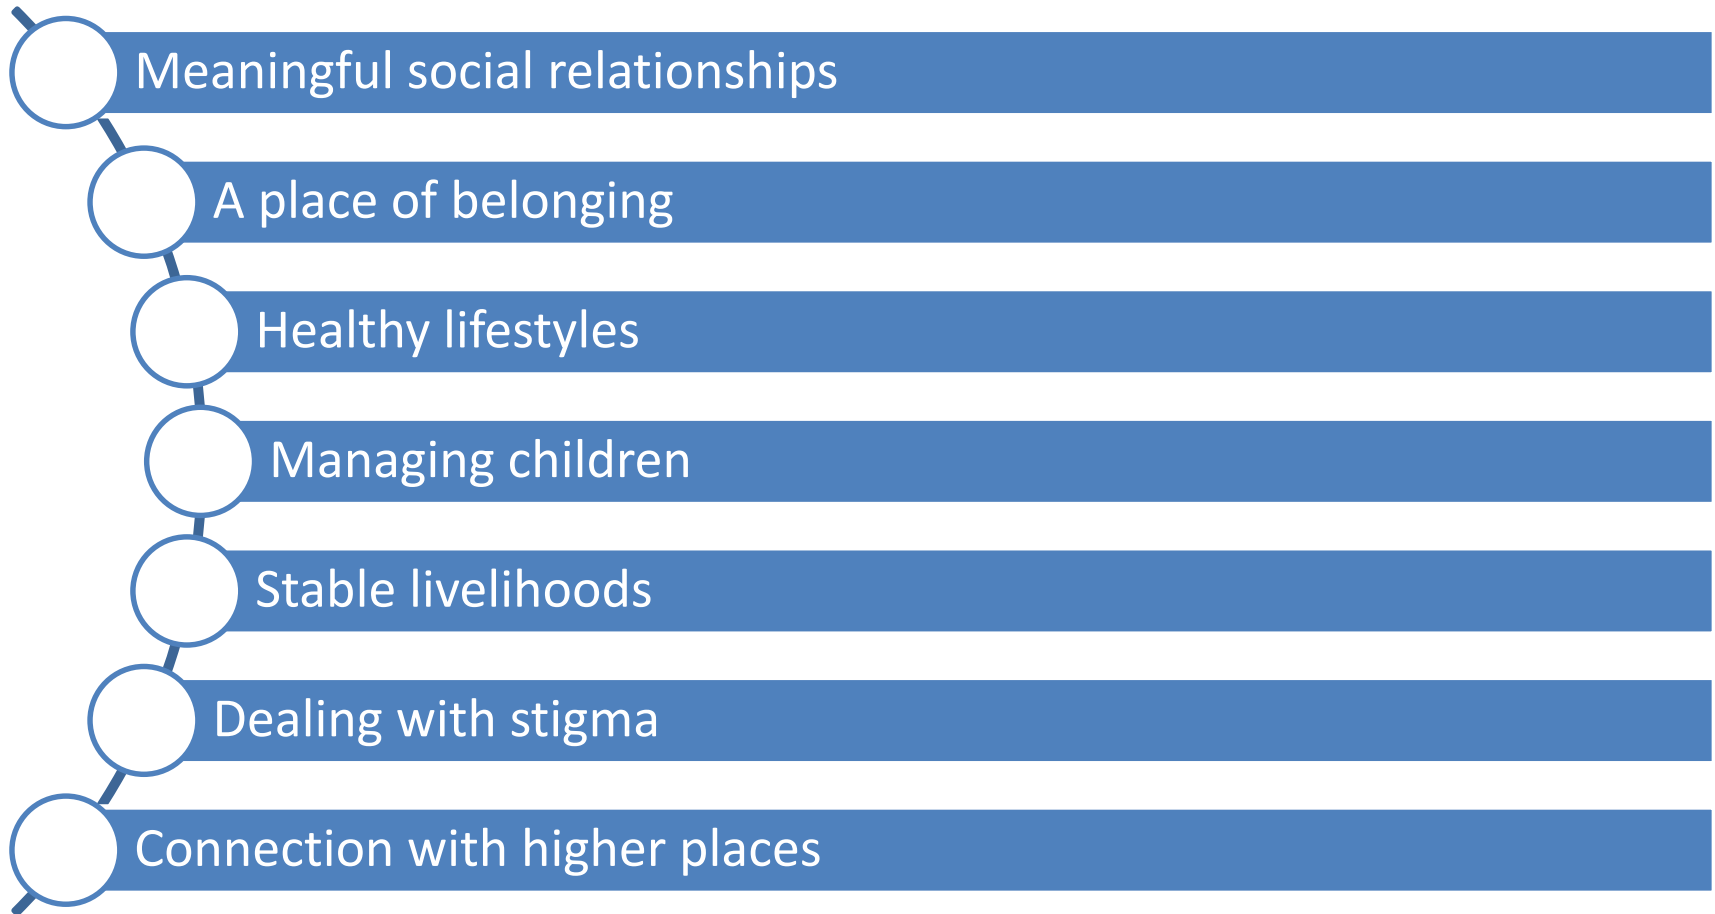 Meaningful social relationships
A place of belonging
Healthy lifestyles
Managing children
Stable livelihoods
Dealing with stigma
Connection with higher places